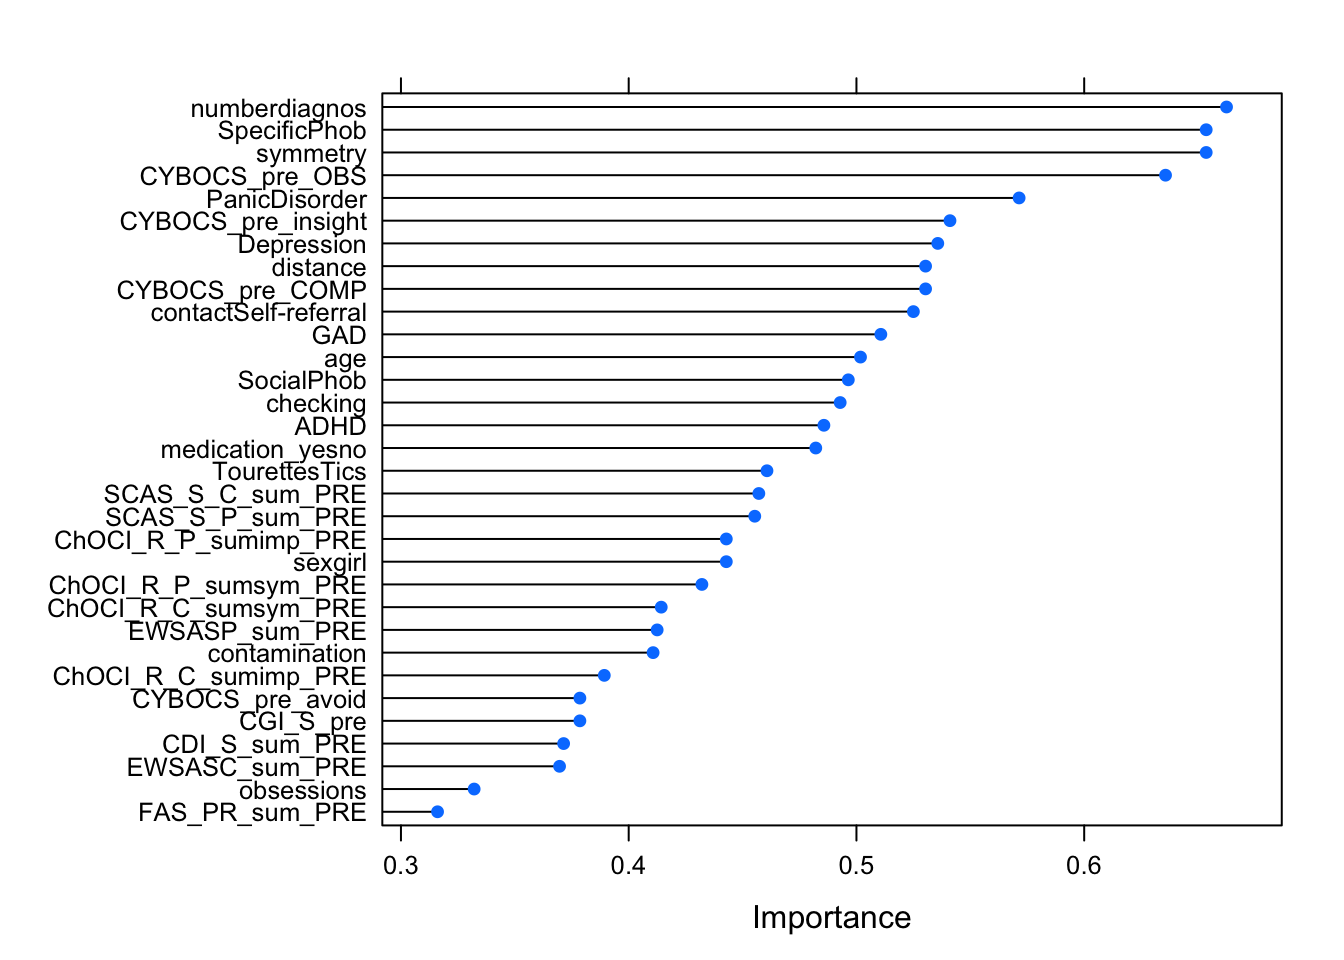 numberdiagnos
SpecificPhob
symmetry
CYBOCS_pre_OBS
PanicDisorder
CYBOCS_pre_insight
Depression
distance
CYBOCS_pre_COMP
contactSelf-referral
GAD
age
SocialPhob
checking
ADHD
medication_yesno
TourettesTics
SCAS_S_C_sum_PRE
SCAS_S_P_sum_PRE
ChOCI_R_P_sumimp_PRE
sexgirl
ChOCI_R_P_sumsym_PRE
ChOCI_R_C_sumsym_PRE
EWSASP_sum_PRE
contamination
ChOCI_R_C_sumimp_PRE
CYBOCS_pre_avoid
CGI_S_pre
CDI_S_sum_PRE
EWSASC_sum_PRE
obsessions
FAS_PR_sum_PRE
0.3 0.4 0.5 0.6
Importance